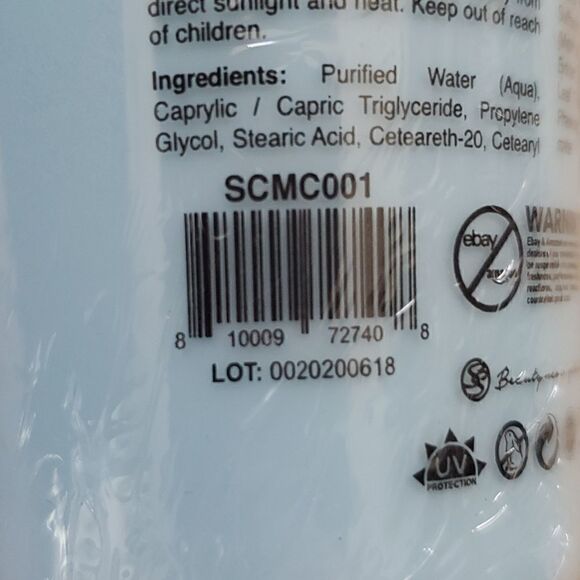 direct sunlight and heat. Keep out of reach
of children.
Ingredients: Purified Water (Aqua),
Caprylic / Capric Triglyceride, Propylene
Glycol, Stearic Acid, Ceteareth-20, Cetearyl
SCMC001
8 10009 72740 8
LOT: 0020200618
ebay
UV
PROTECTION